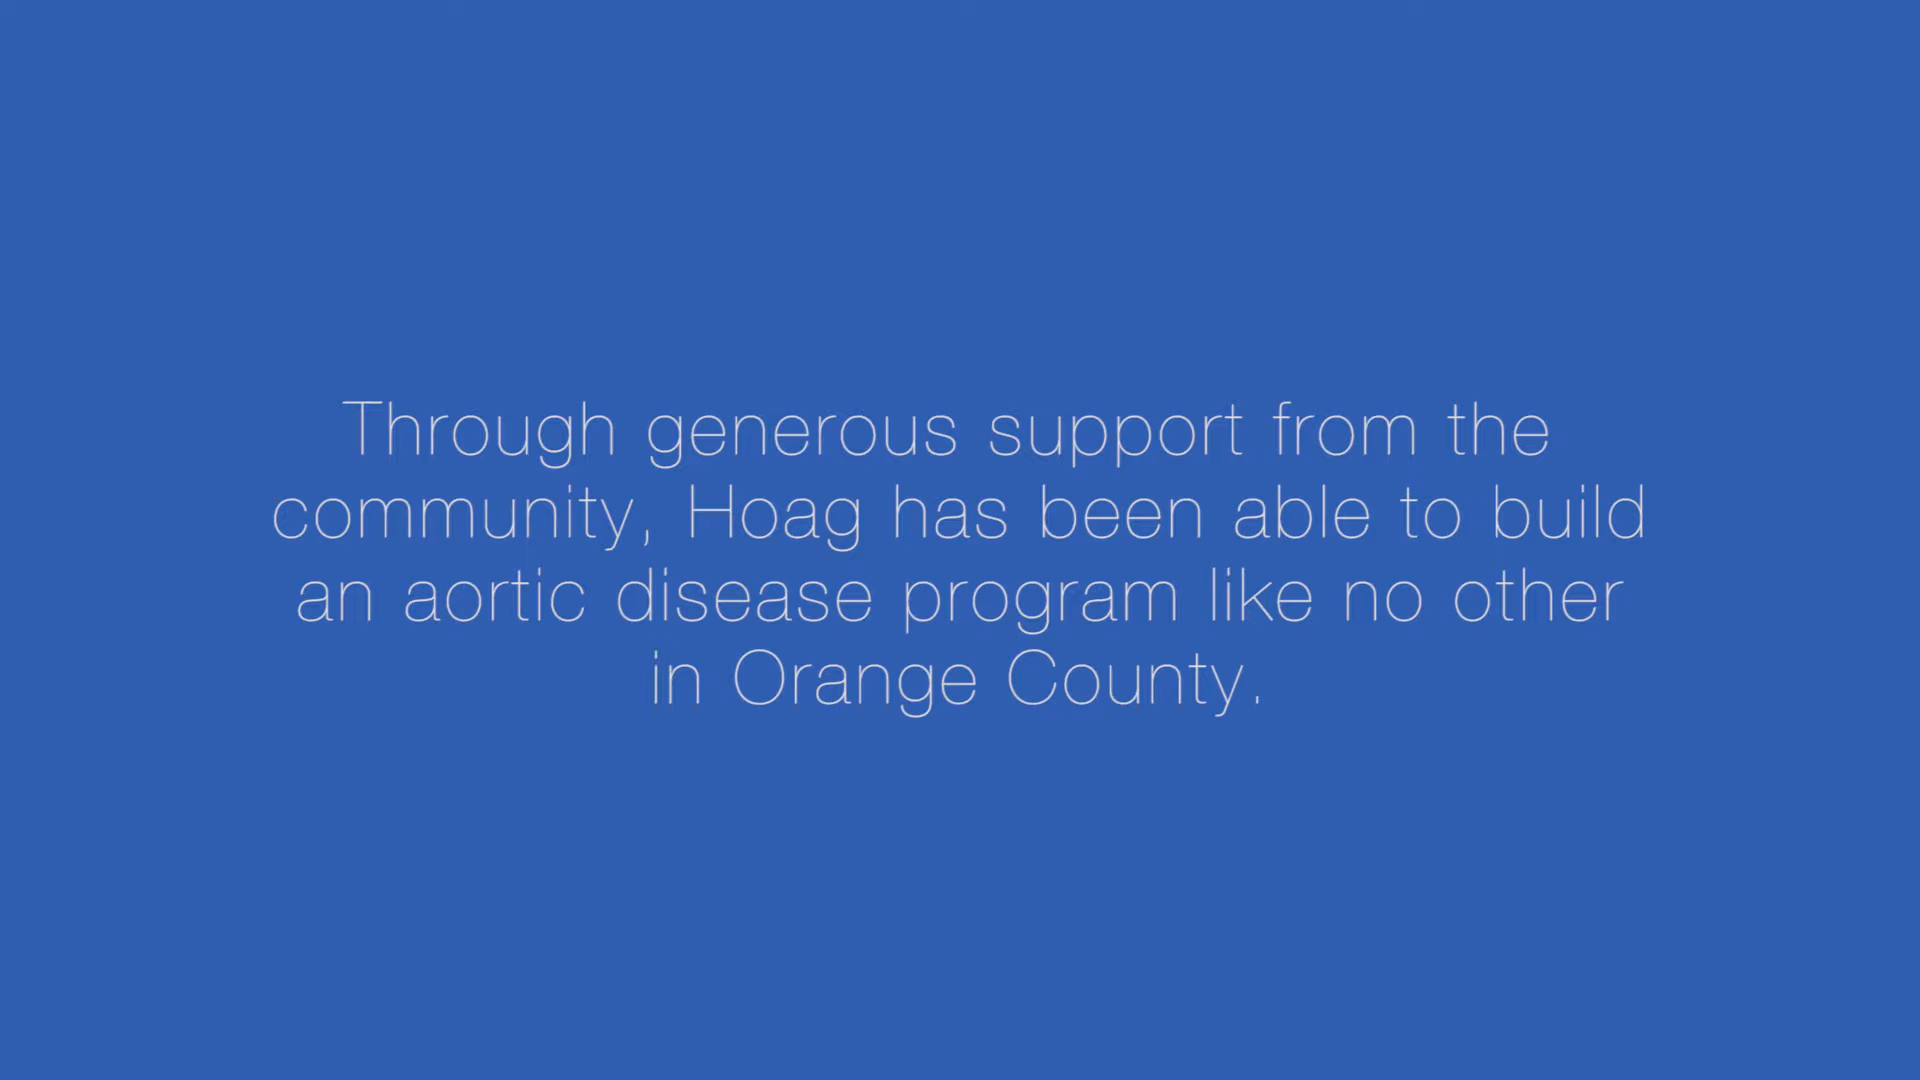 Through generous support from the
community, Hoag has been able to build
an aortic disease program like no other
in Orange County.